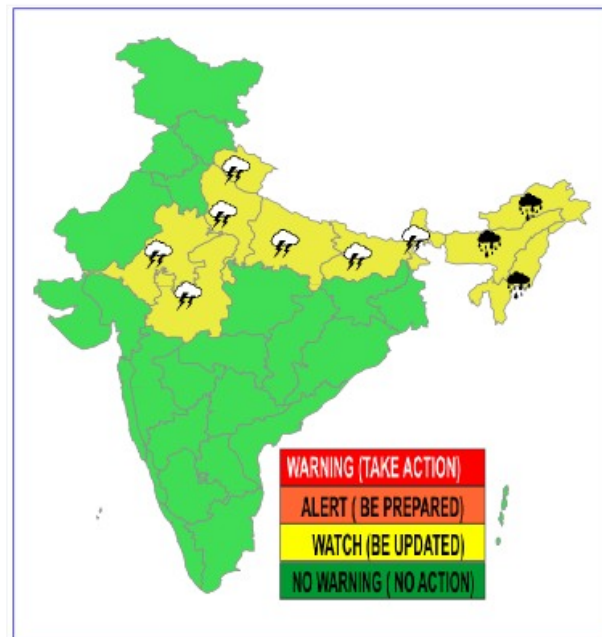 WARNING (TAKE ACTION)
ALERT ( BE PREPARED)
WATCH (BE UPDATED)
NO WARNING ( NO ACTION)